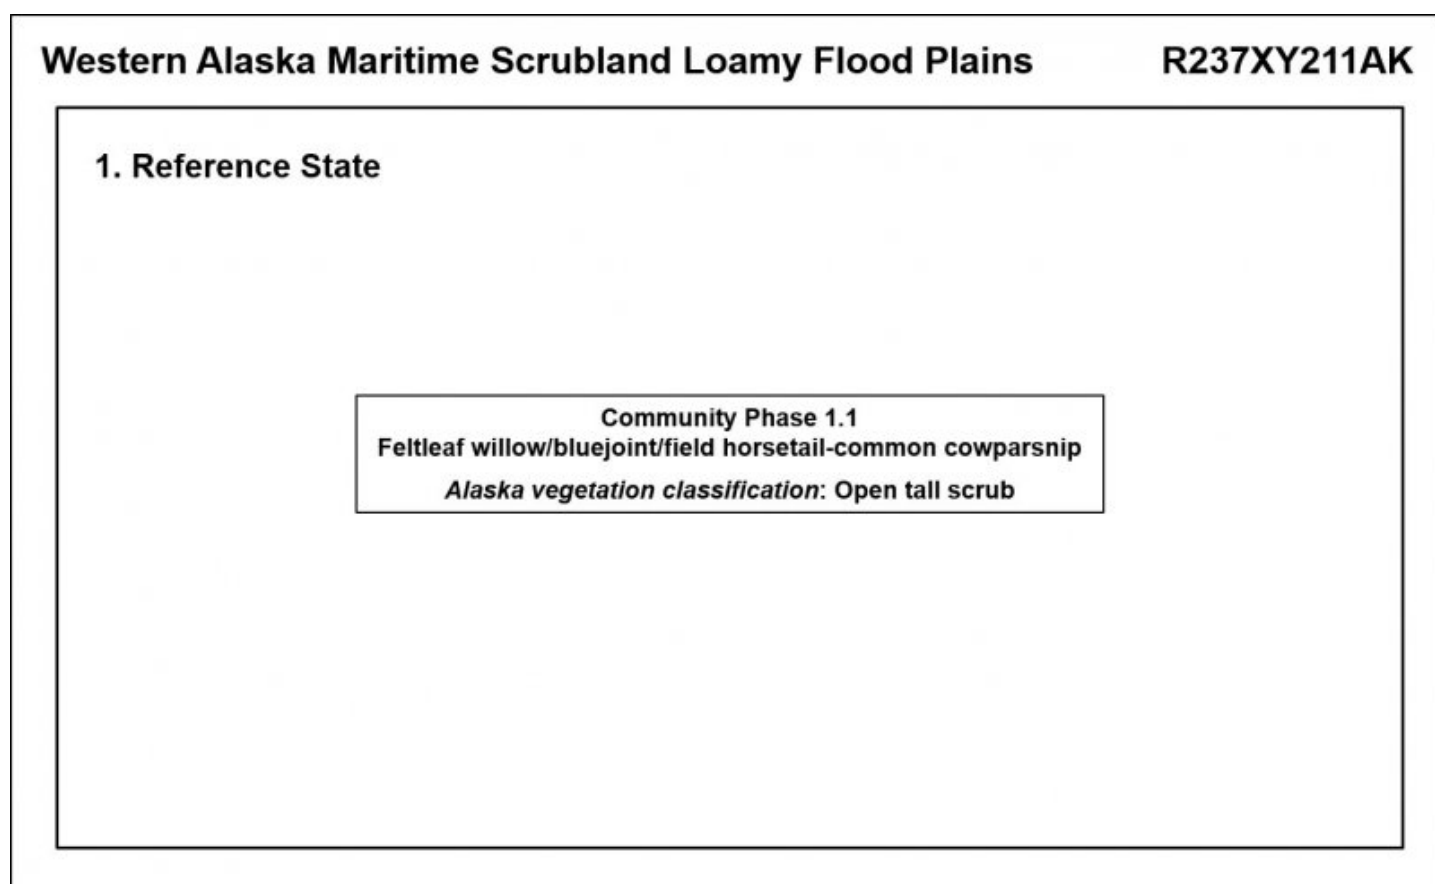 Western Alaska Maritime Scrubland Loamy Flood Plains R237XY211AK
1. Reference State
Community Phase 1.1
Feltleaf willow/bluejoint/field horsetail-common cowparsnip
Alaska vegetation classification: Open tall scrub